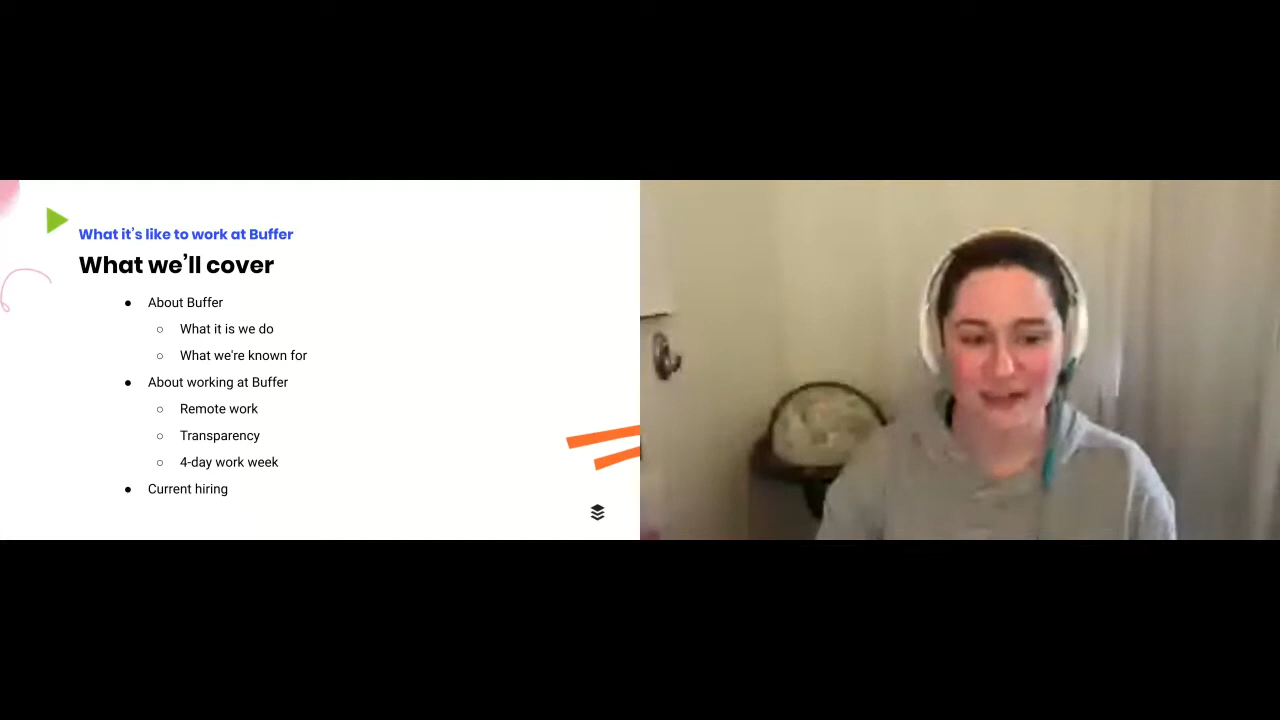 What it's like to work at Buffer
What we'll cover
● About Buffer
○ What it is we do
○ What we're known for
● About working at Buffer
○ Remote work
○ Transparency
○ 4-day work week
● Current hiring